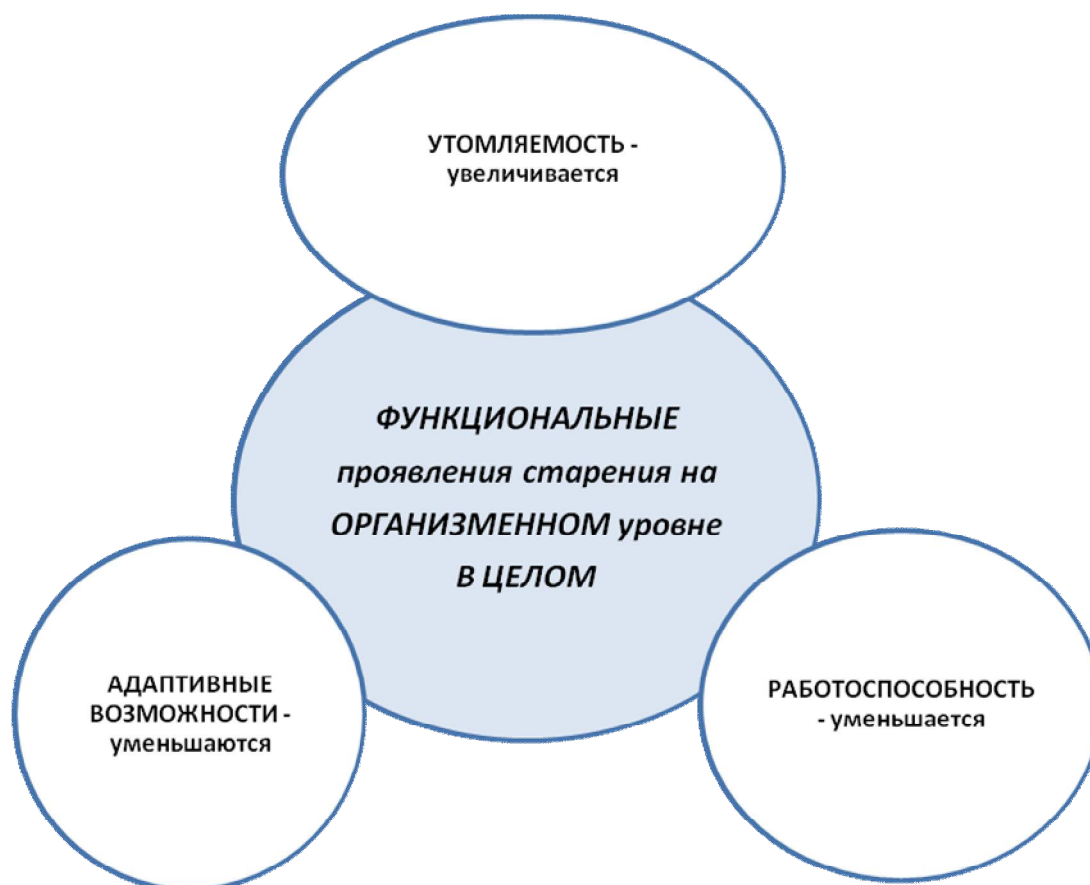 УТОМЛЯЕМОСТЬ -
увеличивается
ФУНКЦИОНАЛЬНЫЕ
проявления старения на
ОРГАНИЗМЕННОМ уровне
В ЦЕЛОМ
АДАПТИВНЫЕ
ВОЗМОЖНОСТИ -
уменьшаются
РАБОТОСПОСОБНОСТЬ
- уменьшается